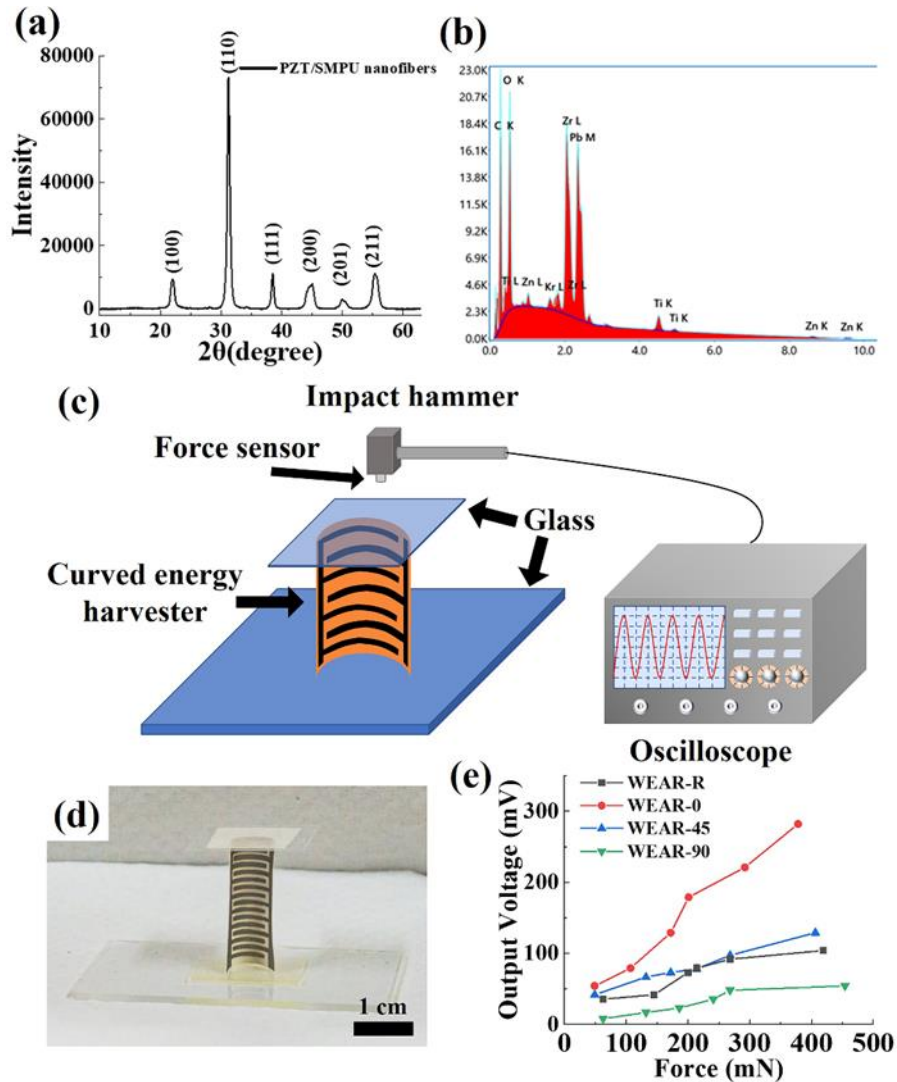 (a)
80000
60000
40000
20000
0
Intensity
(100)
(110)
(111)
(200)
(201)
(211)
PZT/SMPU nanofibers
10 20 30 40 50 60
2θ(degree)
(b)
23.0K
20.7K
18.4K
16.1K
13.8K
11.5K
9.2K
6.9K
4.6K
2.3K
0.0K
O K
C K
Zr L
Pb M
Ti L
Zn L
Kr L
Zr L
Ti K
Ti K
Zn K
Zn K
0.0 2.0 4.0 6.0 8.0 10.0
(c)
Impact hammer
Force sensor
Glass
Curved energy
harvester
Oscilloscope
(d)
1 cm
(e)
WEAR-R
WEAR-0
WEAR-45
WEAR-90
300
200
100
0
Output Voltage (mV)
0 100 200 300 400 500
Force (mN)